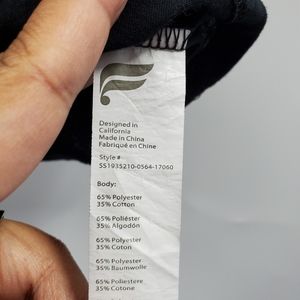 Designed in
California
Made in China
Fabriqué en Chine
Style #
SS1935210-0564-17060
Body:
65% Polyester
35% Cotton
65% Poliéster
35% Algodón
65% Polyester
35% Coton
65% Polyester
35% Baumwolle
65% Poliestere
35% Cotone